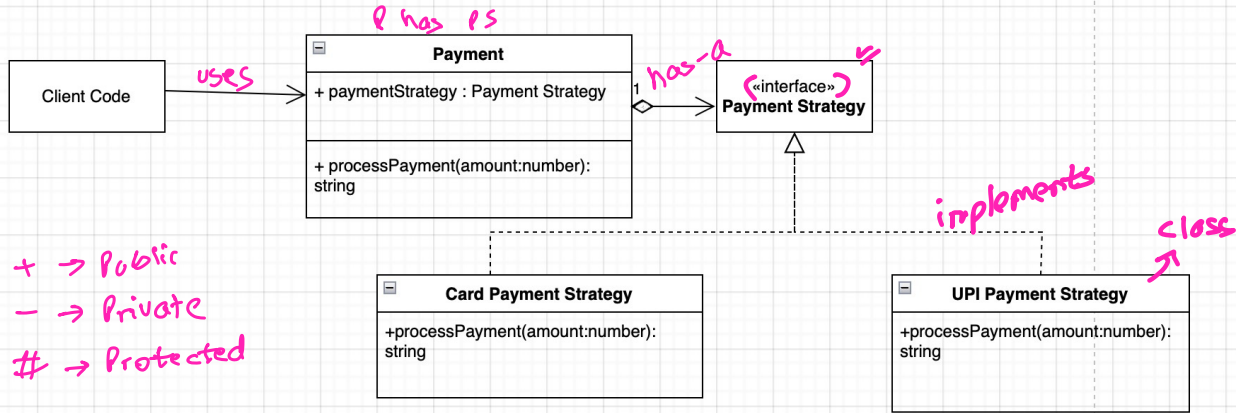 P has PS
Payment
+ paymentStrategy : Payment Strategy
+ processPayment(amount:number):
string
Client Code
uses
1
has-a
«interface»
Payment Strategy
implements
class
+ → Public
- → Private
# → Protected
Card Payment Strategy
+processPayment(amount:number):
string
UPI Payment Strategy
+processPayment(amount:number):
string